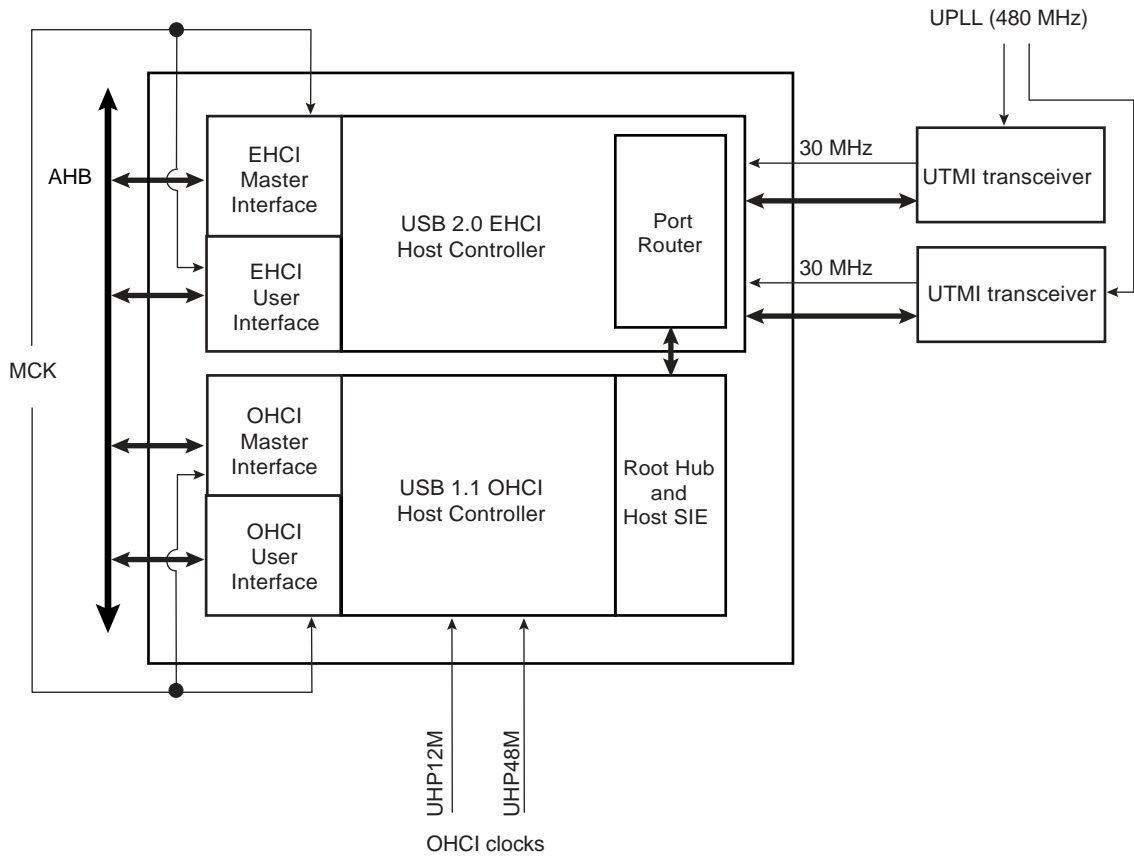 UPLL (480 MHz)
AHB
EHCI
Master
Interface
USB 2.0 EHCI
Host Controller
Port
Router
30 MHz
UTMI transceiver
EHCI
User
Interface
30 MHz
UTMI transceiver
MCK
OHCI
Master
Interface
USB 1.1 OHCI
Host Controller
Root Hub
and
Host SIE
OHCI
User
Interface
UHP12M
UHP48M
OHCI clocks